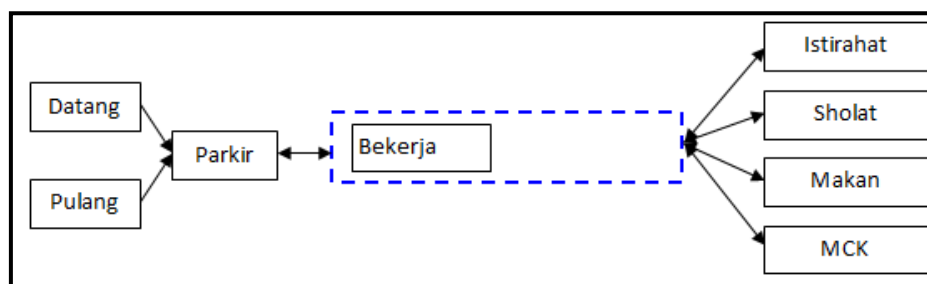 Datang
Pulang
Parkir
Bekerja
Istirahat
Sholat
Makan
MCK